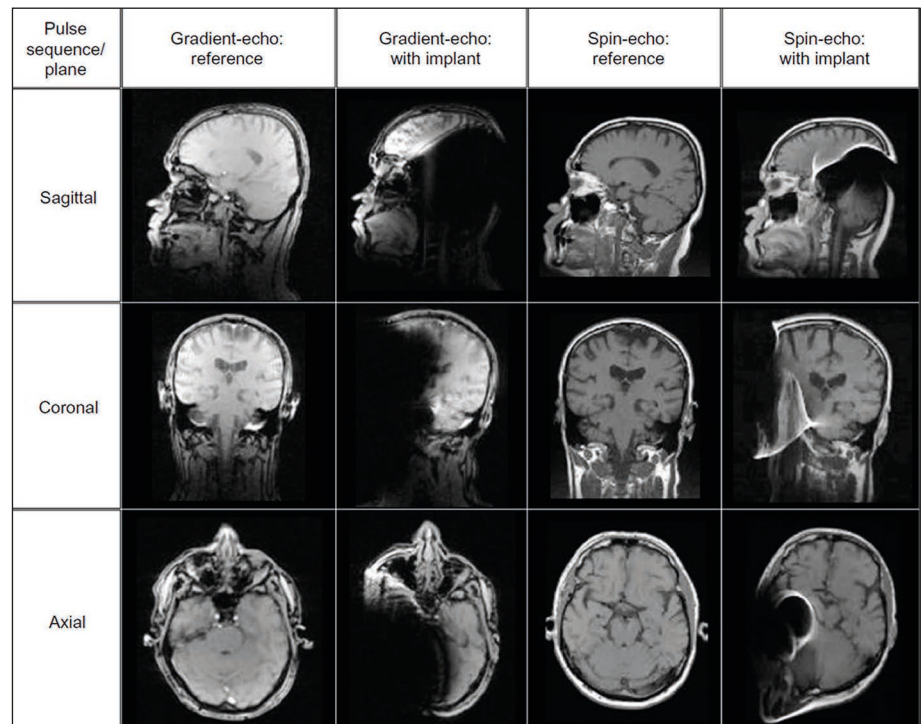 Pulse
sequence/
plane
Gradient-echo:
reference
Gradient-echo:
with implant
Spin-echo:
reference
Spin-echo:
with implant
Sagittal
Coronal
Axial